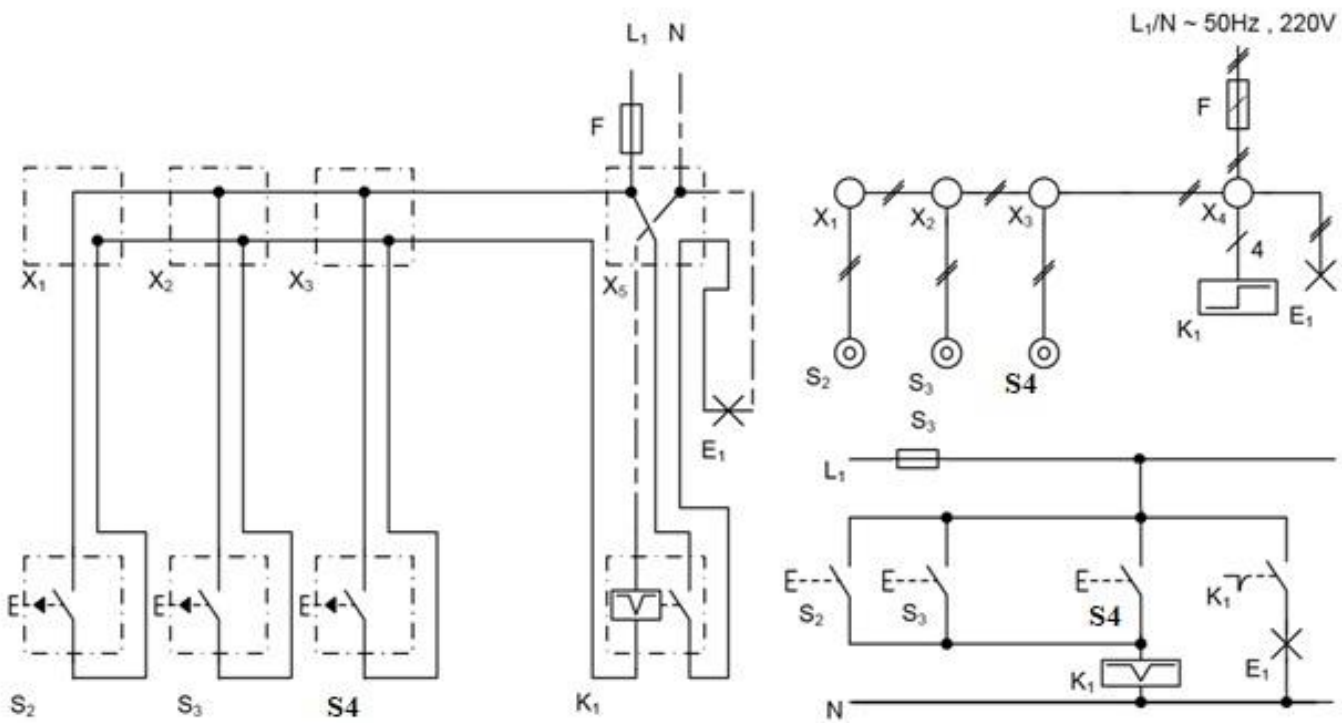 L₁ N
F
X₁ X₂ X₃ X₅
E₁
S₂ S₃ S4 K₁
L₁/N ~ 50Hz , 220V
F
X₁ X₂ X₃ X₄
4
K₁ E₁
S₂ S₃ S4
S₃
L₁
S₂ S₃ S4 K₁
K₁ E₁
N